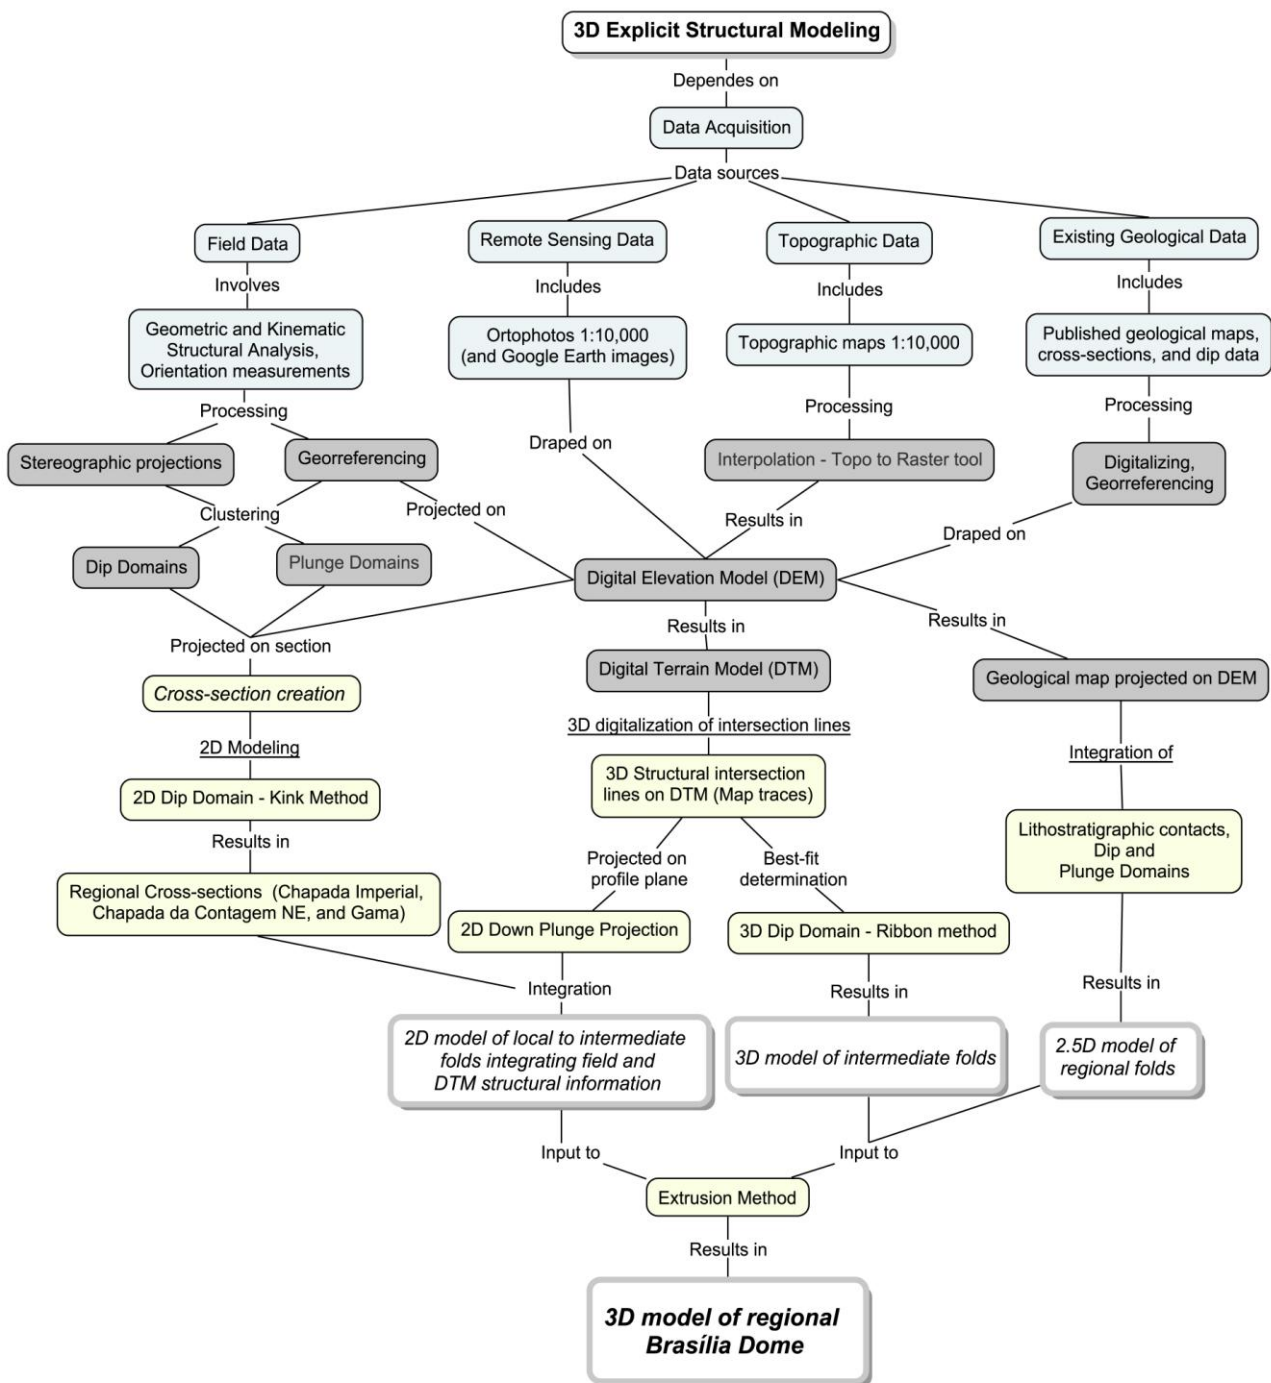 3D Explicit Structural Modeling
Dependes on
Data Acquisition
Data sources
Field Data
Remote Sensing Data
Topographic Data
Existing Geological Data
Involves
Includes
Includes
Includes
Geometric and Kinematic
Structural Analysis,
Orientation measurements
Ortophotos 1:10,000
(and Google Earth images)
Topographic maps 1:10,000
Published geological maps,
cross-sections, and dip data
Processing
Processing
Processing
Stereographic projections
Georreferencing
Draped on
Interpolation - Topo to Raster tool
Digitalizing,
Georreferencing
Clustering
Projected on
Results in
Draped on
Dip Domains
Plunge Domains
Digital Elevation Model (DEM)
Projected on section
Results in
Results in
Cross-section creation
Digital Terrain Model (DTM)
Geological map projected on DEM
2D Modeling
3D digitalization of intersection lines
Integration of
2D Dip Domain - Kink Method
3D Structural intersection
lines on DTM (Map traces)
Lithostratigraphic contacts,
Dip and
Plunge Domains
Results in
Projected on
profile plane
Best-fit
determination
Regional Cross-sections (Chapada Imperial,
Chapada da Contagem NE, and Gama)
2D Down Plunge Projection
3D Dip Domain - Ribbon method
Integration
Results in
Results in
2D model of local to intermediate
folds integrating field and
DTM structural information
3D model of intermediate folds
2.5D model of
regional folds
Input to
Input to
Extrusion Method
Results in
3D model of regional
Brasília Dome